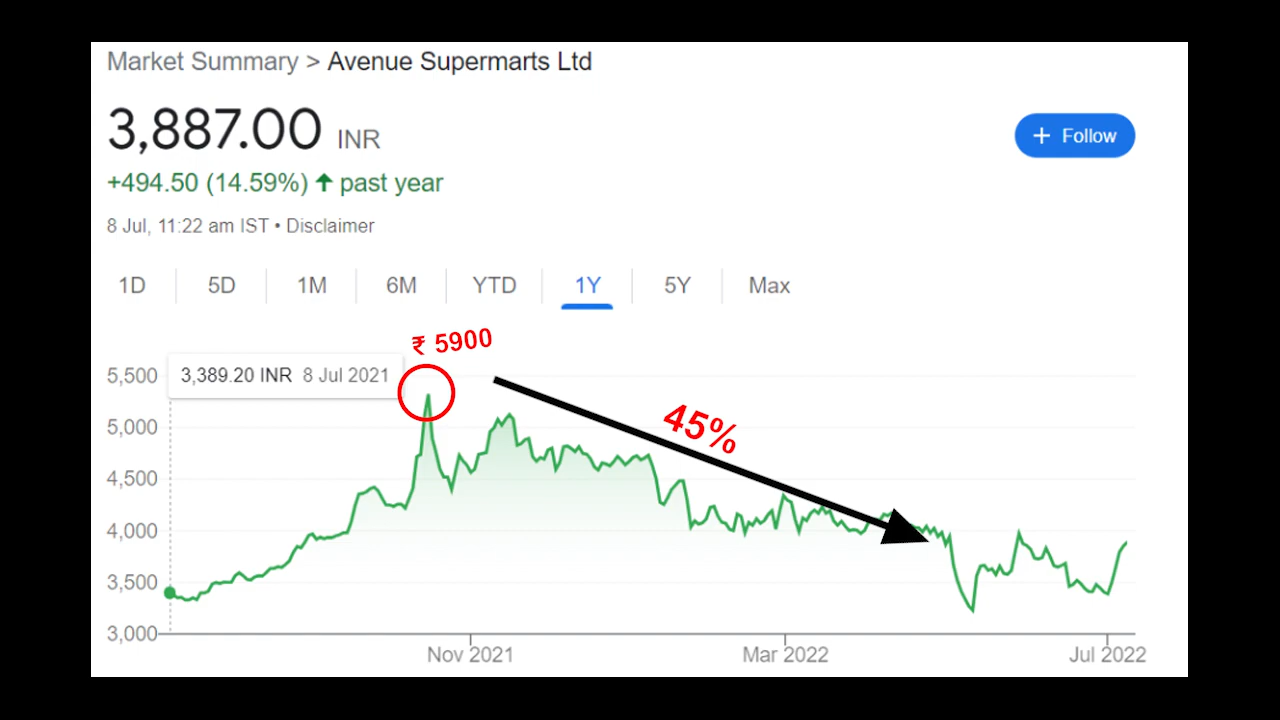 Market Summary > Avenue Supermarts Ltd
3,887.00 INR
+ Follow
+494.50 (14.59%) ↑ past year
8 Jul, 11:22 am IST • Disclaimer
1D 5D 1M 6M YTD 1Y 5Y Max
₹ 5900
3,389.20 INR 8 Jul 2021
45%
5,500
5,000
4,500
4,000
3,500
3,000
Nov 2021 Mar 2022 Jul 2022